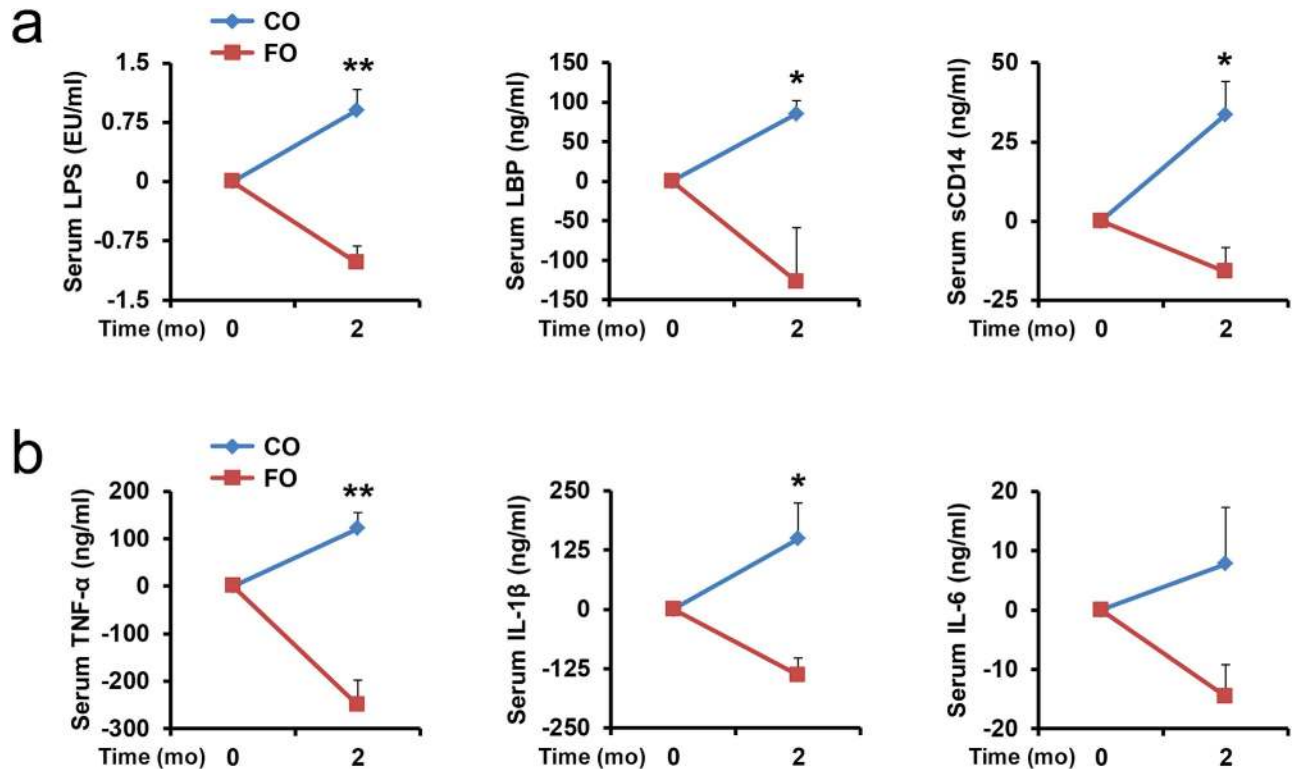 a
CO
FO
Serum LPS (EU/ml)
1.5
0.75
0
-0.75
-1.5
**
Time (mo) 0 2
Serum LBP (ng/ml)
150
100
50
0
-50
-100
-150
*
Time (mo) 0 2
Serum sCD14 (ng/ml)
50
25
0
-25
*
Time (mo) 0 2
b
CO
FO
Serum TNF-α (ng/ml)
200
100
0
-100
-200
-300
**
Time (mo) 0 2
Serum IL-1β (ng/ml)
250
125
0
-125
-250
*
Time (mo) 0 2
Serum IL-6 (ng/ml)
20
10
0
-10
-20
Time (mo) 0 2